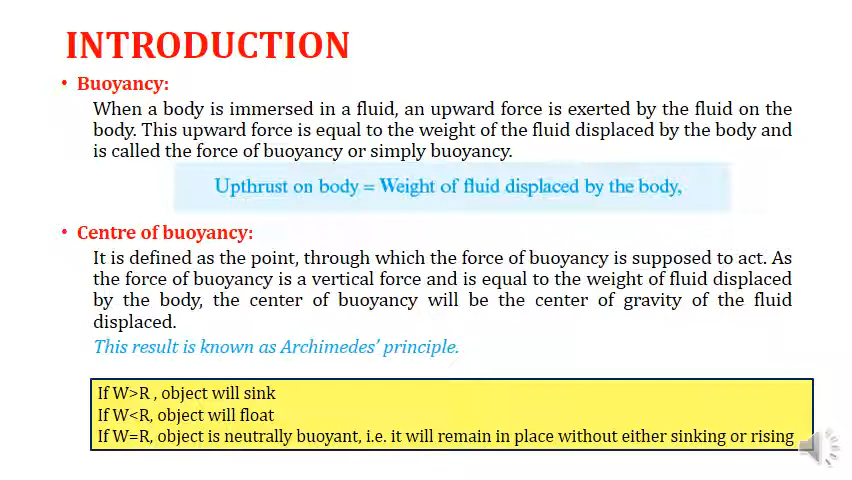 INTRODUCTION
• Buoyancy:
When a body is immersed in a fluid, an upward force is exerted by the fluid on the
body. This upward force is equal to the weight of the fluid displaced by the body and
is called the force of buoyancy or simply buoyancy.
Upthrust on body = Weight of fluid displaced by the body,
• Centre of buoyancy:
It is defined as the point, through which the force of buoyancy is supposed to act. As
the force of buoyancy is a vertical force and is equal to the weight of fluid displaced
by the body, the center of buoyancy will be the center of gravity of the fluid
displaced.
This result is known as Archimedes' principle.
If W>R , object will sink
If W<R, object will float
If W=R, object is neutrally buoyant, i.e. it will remain in place without either sinking or rising